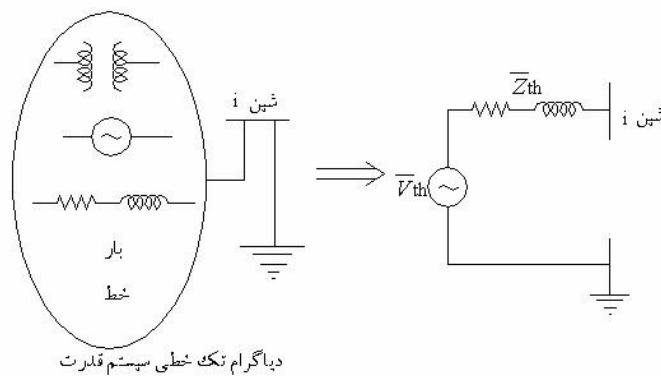 شین i
Z̅th
شین i
V̅th
بار
خط
دیاگرام تک خطی سیستم قدرت